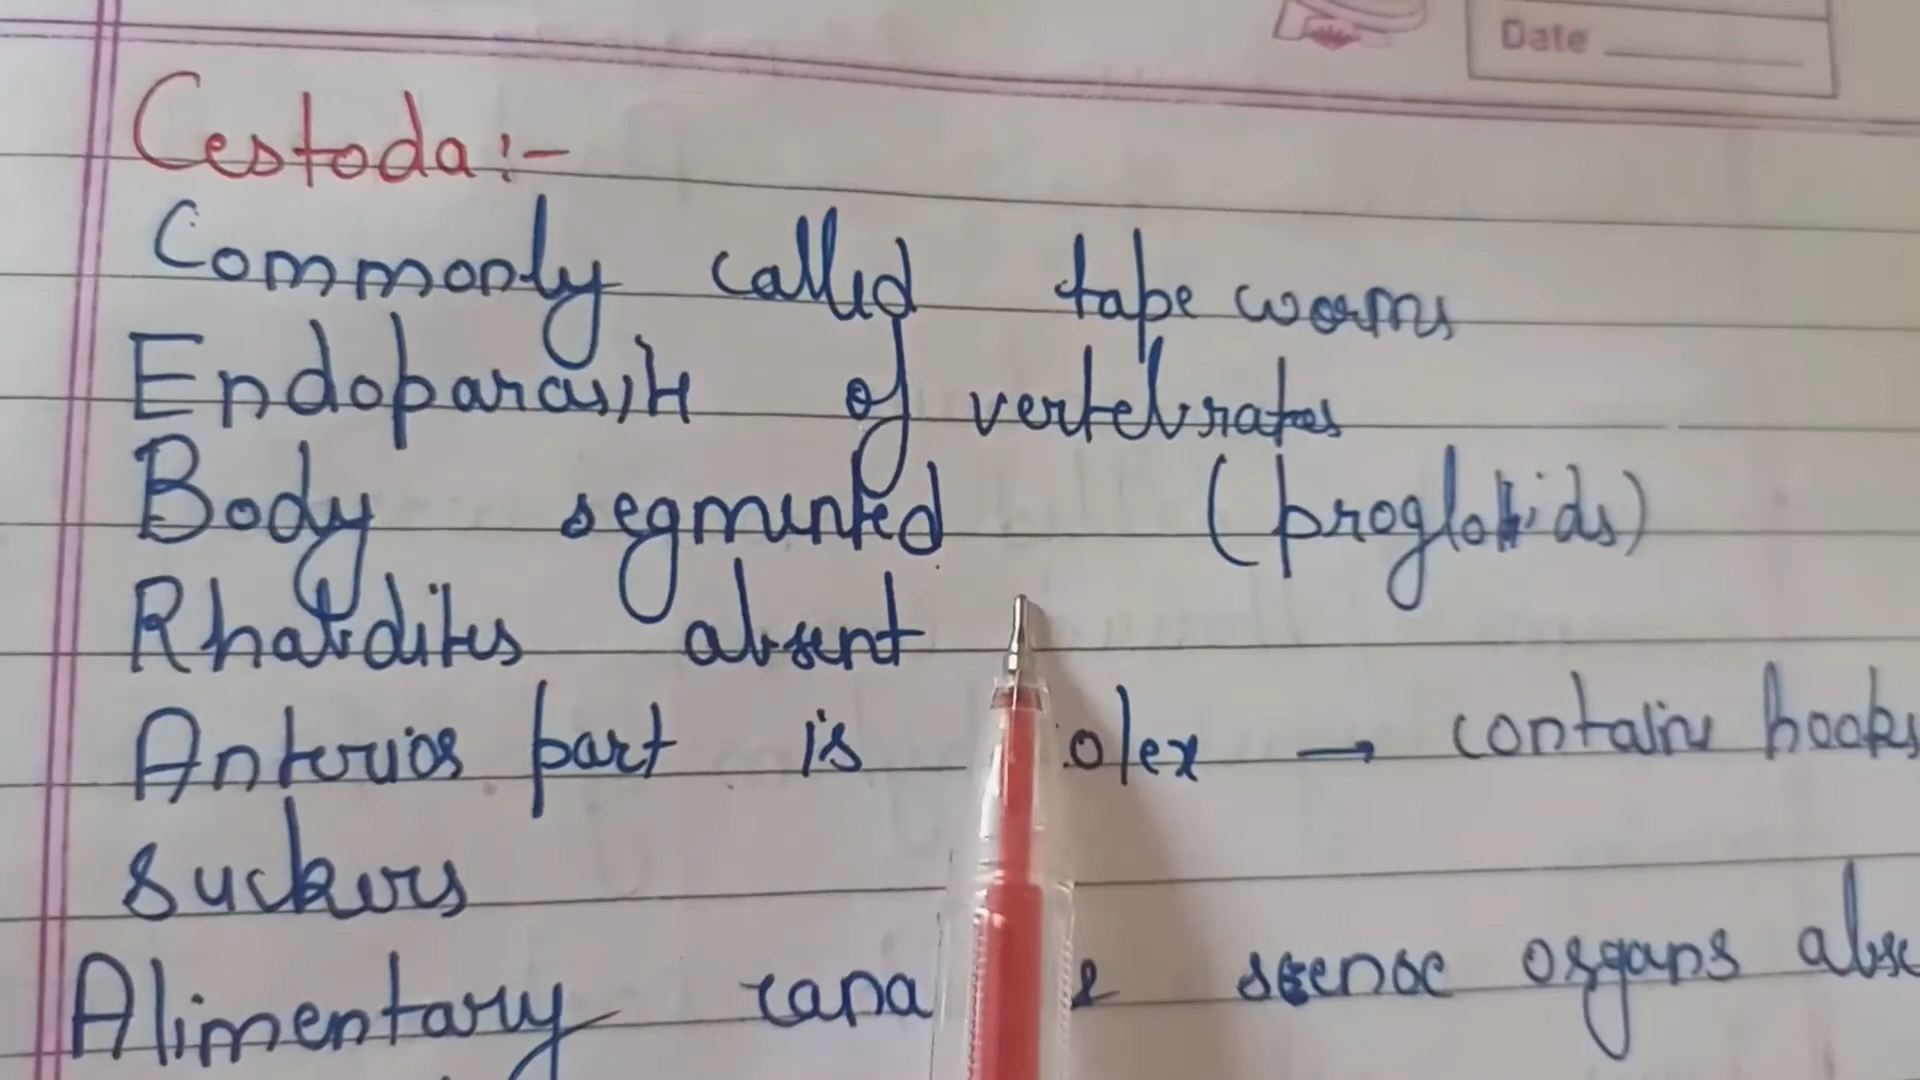 Date
Cestoda:-
Commonly called tape worms
Endoparasite of vertebrates
Body segmented (proglottids)
Rhabdites absent
Anterior part is olex → contains hooks
suckers
Alimentary cana & sense organs abse